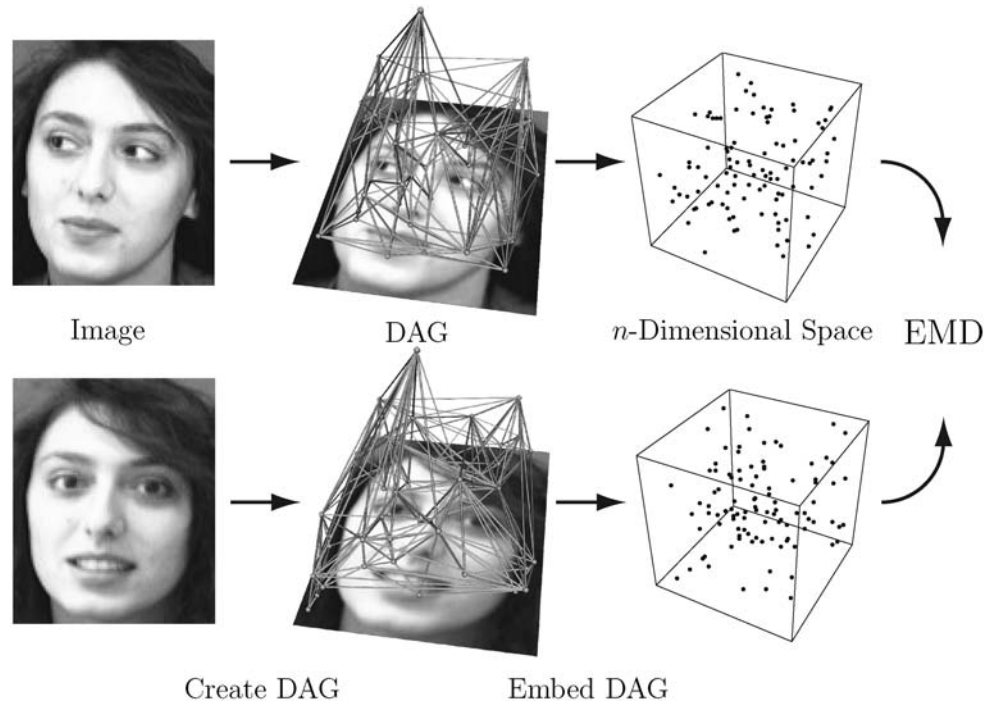 Image
DAG
n-Dimensional Space
EMD
Create DAG
Embed DAG